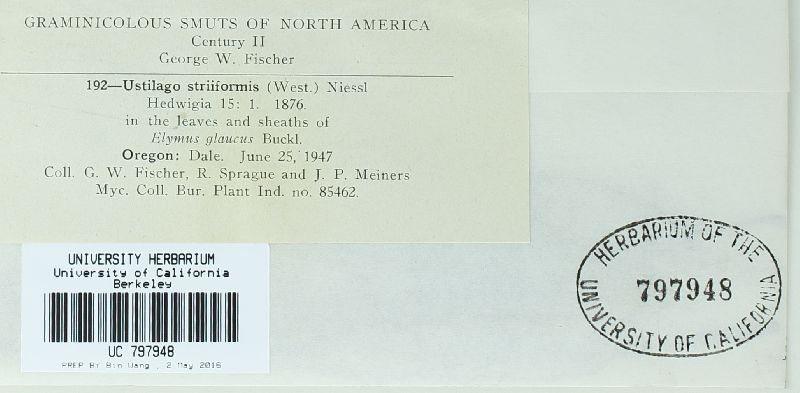 GRAMINICOLOUS SMUTS OF NORTH AMERICA
Century II
George W. Fischer
192—Ustilago striiformis (West.) Niessl
Hedwigia 15: 1. 1876.
in the leaves and sheaths of
Elymus glaucus Buckl.
Oregon: Dale. June 25, 1947
Coll. G. W. Fischer, R. Sprague and J. P. Meiners
Myc. Coll. Bur. Plant Ind. no. 85462.
UNIVERSITY HERBARIUM
University of California
Berkeley
UC 797948
PREP BY Bin Wang , 2 May 2016
HERBARIUM OF THE
797948
UNIVERSITY OF CALIFORNIA